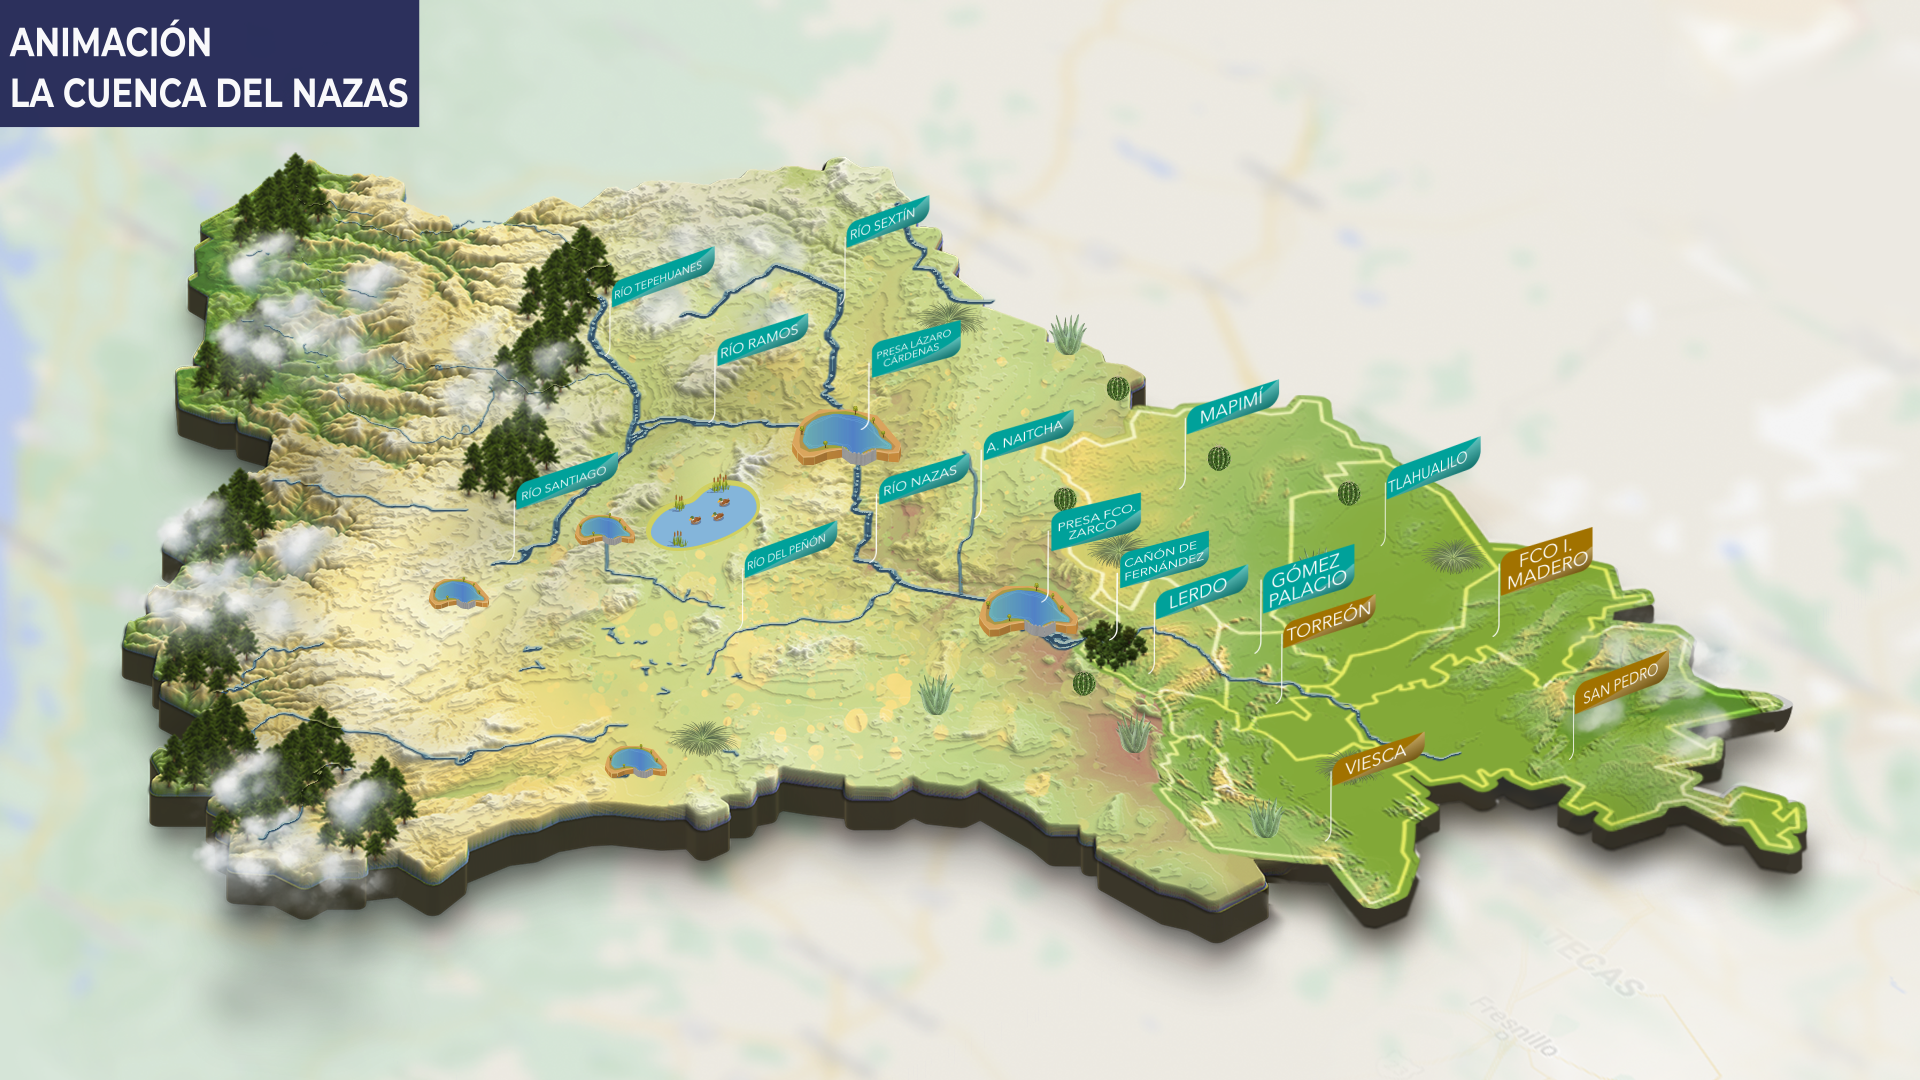 ANIMACIÓN
LA CUENCA DEL NAZAS
RÍO SEXTÍN
RÍO TEPEHUANES
RÍO RAMOS
PRESA LÁZARO
CÁRDENAS
MAPIMÍ
A. NAITCHA
TLAHUALILO
RÍO SANTIAGO
RÍO NAZAS
PRESA FCO.
ZARCO
RÍO DEL PEÑÓN
CAÑÓN DE
FERNÁNDEZ
FCO I.
MADERO
GÓMEZ
PALACIO
LERDO
TORREÓN
SAN PEDRO
VIESCA
TECAS
Fresnillo